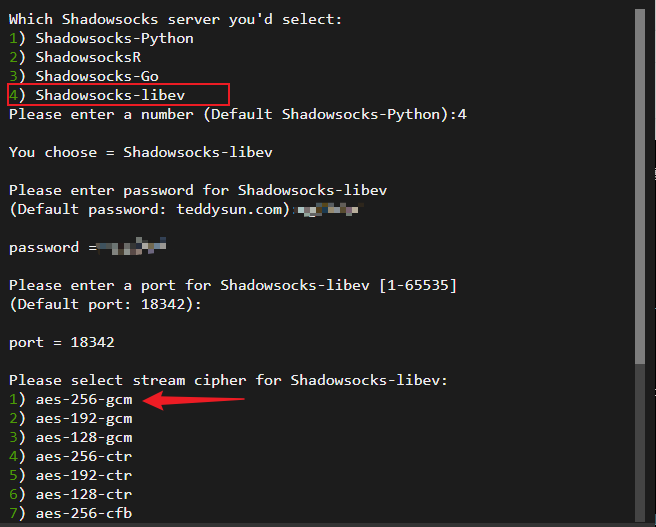 Which Shadowsocks server you'd select:
1) Shadowsocks-Python
2) ShadowsocksR
3) Shadowsocks-Go
4) Shadowsocks-libev
Please enter a number (Default Shadowsocks-Python):4
You choose = Shadowsocks-libev
Please enter password for Shadowsocks-libev
(Default password: teddysun.com):
password =
Please enter a port for Shadowsocks-libev [1-65535]
(Default port: 18342):
port = 18342
Please select stream cipher for Shadowsocks-libev:
1) aes-256-gcm
2) aes-192-gcm
3) aes-128-gcm
4) aes-256-ctr
5) aes-192-ctr
6) aes-128-ctr
7) aes-256-cfb